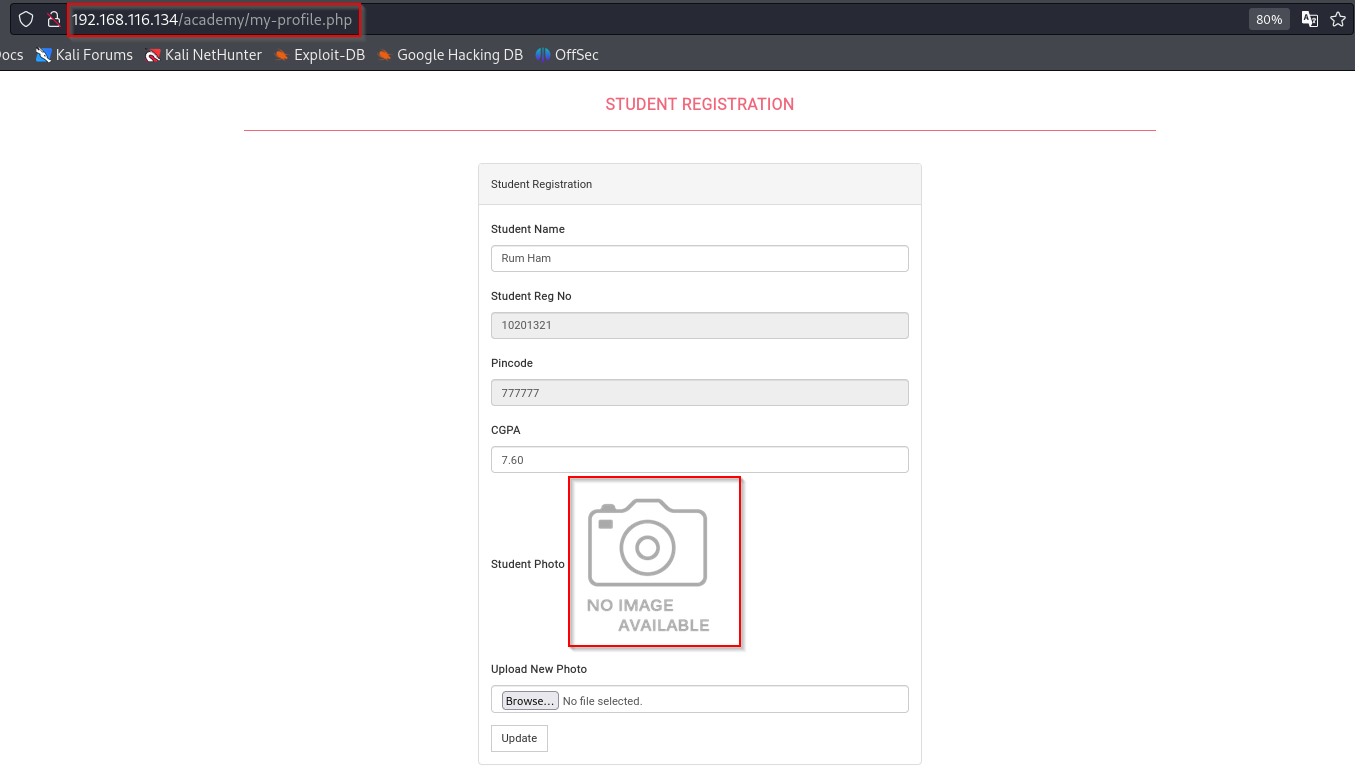 192.168.116.134/academy/my-profile.php
80%
Kali Forums
Kali NetHunter
Exploit-DB
Google Hacking DB
OffSec
STUDENT REGISTRATION
Student Registration
Student Name
Rum Ham
Student Reg No
10201321
Pincode
777777
CGPA
7.60
Student Photo
NO IMAGE
AVAILABLE
Upload New Photo
Browse... No file selected.
Update